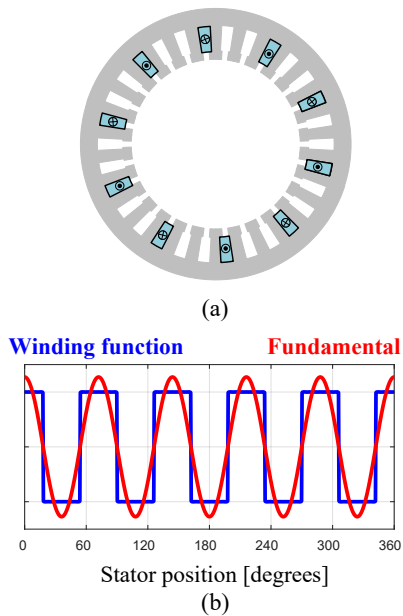 (a)
Winding function Fundamental
0 60 120 180 240 300 360
Stator position [degrees]
(b)